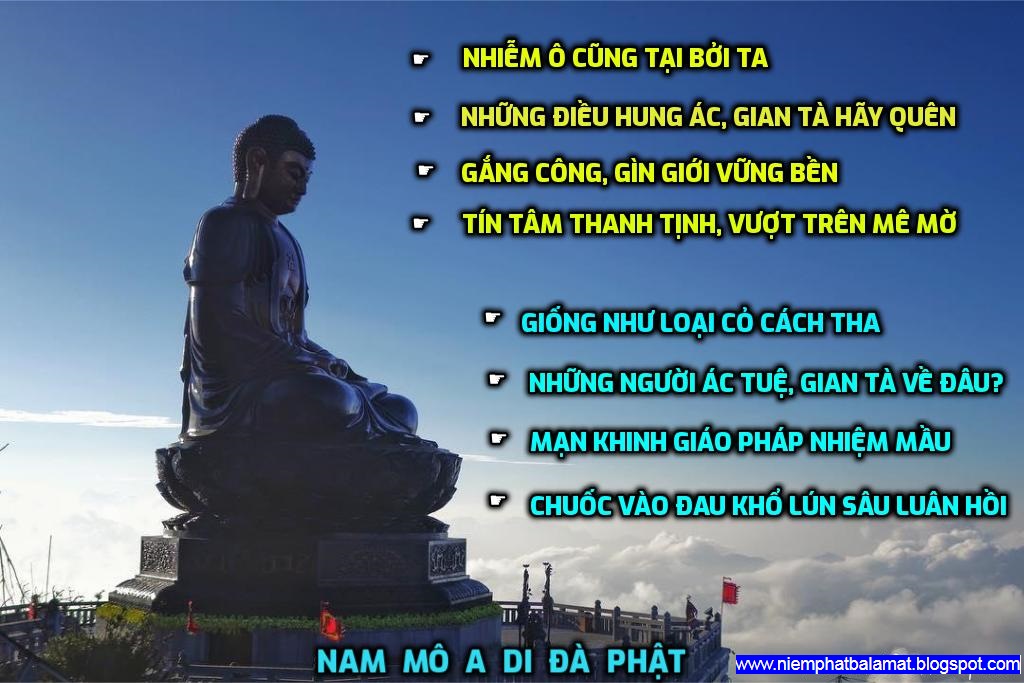 NHIỄM Ô CŨNG TẠI BỞI TA
NHỮNG ĐIỀU HUNG ÁC, GIAN TÀ HÃY QUÊN
GẮNG CÔNG, GÌN GIỚI VỮNG BỀN
TÍN TÂM THANH TỊNH, VƯỢT TRÊN MÊ MỜ
GIỐNG NHƯ LOẠI CỎ CÁCH THA
NHỮNG NGƯỜI ÁC TUỆ, GIAN TÀ VỀ ĐÂU?
MẠN KHINH GIÁO PHÁP NHIỆM MẦU
CHUỐC VÀO ĐAU KHỔ LÚN SÂU LUÂN HỒI
NAM MÔ A DI ĐÀ PHẬT
www.niemphatbalamat.blogspot.com